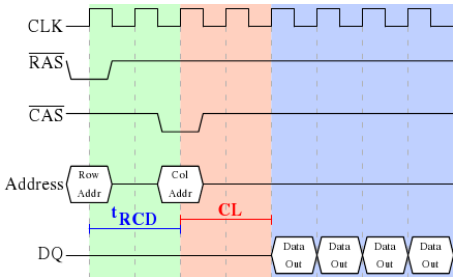 CLK
RAS
CAS
Address
Row
Addr
Col
Addr
tRCD
CL
DQ
Data
Out
Data
Out
Data
Out
Data
Out